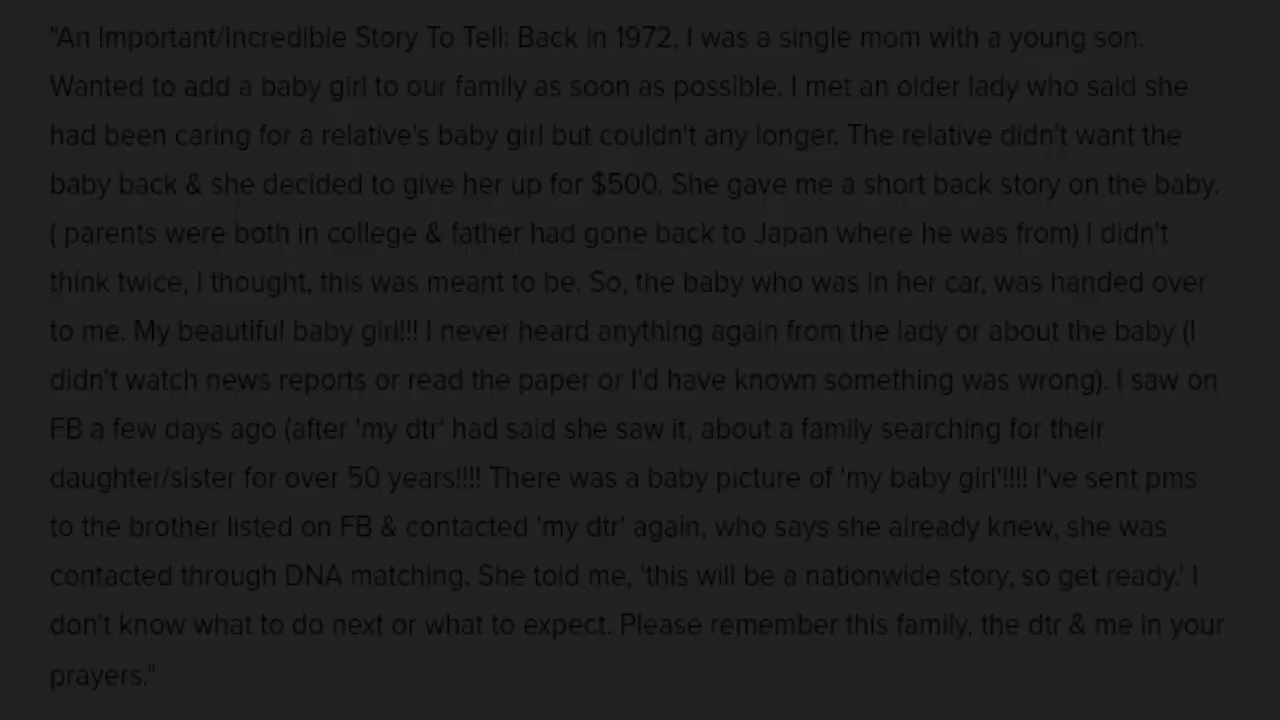 "An Important/Incredible Story To Tell: Back in 1972, I was a single mom with a young son.
Wanted to add a baby girl to our family as soon as possible. I met an older lady who said she
had been caring for a relative's baby girl but couldn't any longer. The relative didn't want the
baby back & she decided to give her up for $500. She gave me a short back story on the baby.
( parents were both in college & father had gone back to Japan where he was from) I didn't
think twice, I thought, this was meant to be. So, the baby who was in her car, was handed over
to me. My beautiful baby girl!!! I never heard anything again from the lady or about the baby (I
didn't watch news reports or read the paper or I'd have known something was wrong). I saw on
FB a few days ago (after 'my dtr' had said she saw it, about a family searching for their
daughter/sister for over 50 years!!!! There was a baby picture of 'my baby girl'!!!! I've sent pms
to the brother listed on FB & contacted 'my dtr' again, who says she already knew, she was
contacted through DNA matching. She told me, 'this will be a nationwide story, so get ready.' I
don't know what to do next or what to expect. Please remember this family, the dtr & me in your
prayers."